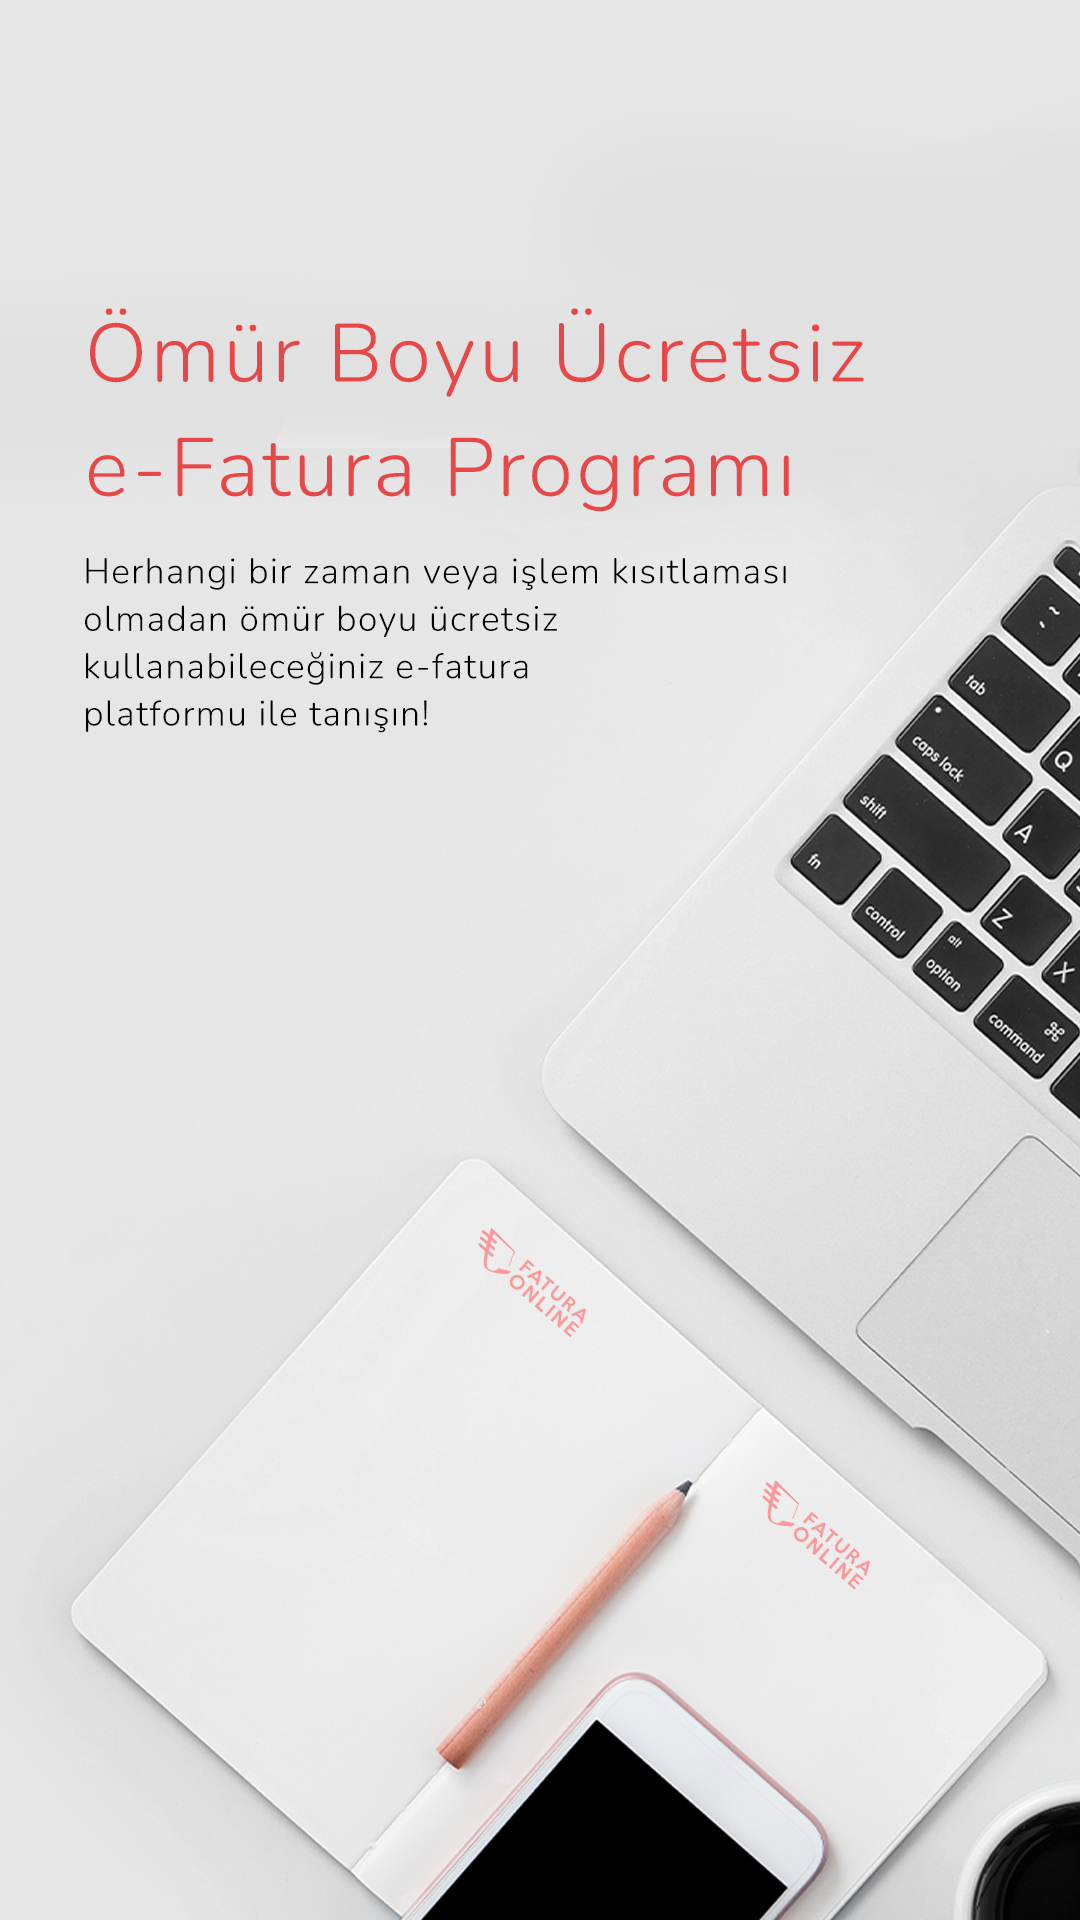 Ömür Boyu Ücretsiz
e-Fatura Programı
Herhangi bir zaman veya işlem kısıtlaması
olmadan ömür boyu ücretsiz
kullanabileceğiniz e-fatura
platformu ile tanışın!
~
tab
Q
caps lock
A
shift
Z
fn
X
control
alt
option
⌘
command
FATURA
ONLINE
FATURA
ONLINE